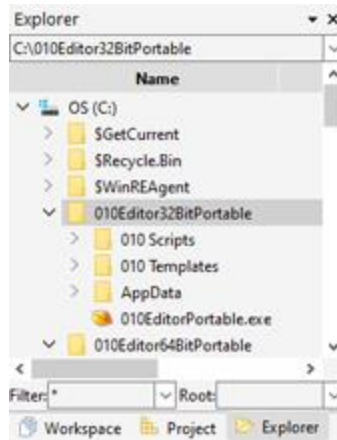 Explorer
C:\010Editor32BitPortable
Name
OS (C:)
$GetCurrent
$Recycle.Bin
$WinREAgent
010Editor32BitPortable
010 Scripts
010 Templates
AppData
010EditorPortable.exe
010Editor64BitPortable
Filter: * Root:
Workspace Project Explorer